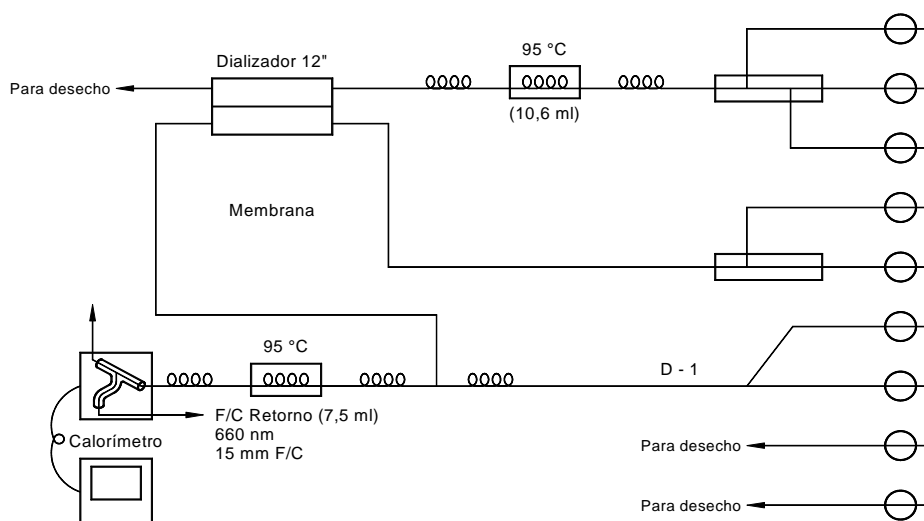 95 °C
Dializador 12"
Para desecho
(10,6 ml)
Membrana
95 °C
D - 1
F/C Retorno (7,5 ml)
Calorímetro
660 nm
15 mm F/C
Para desecho
Para desecho